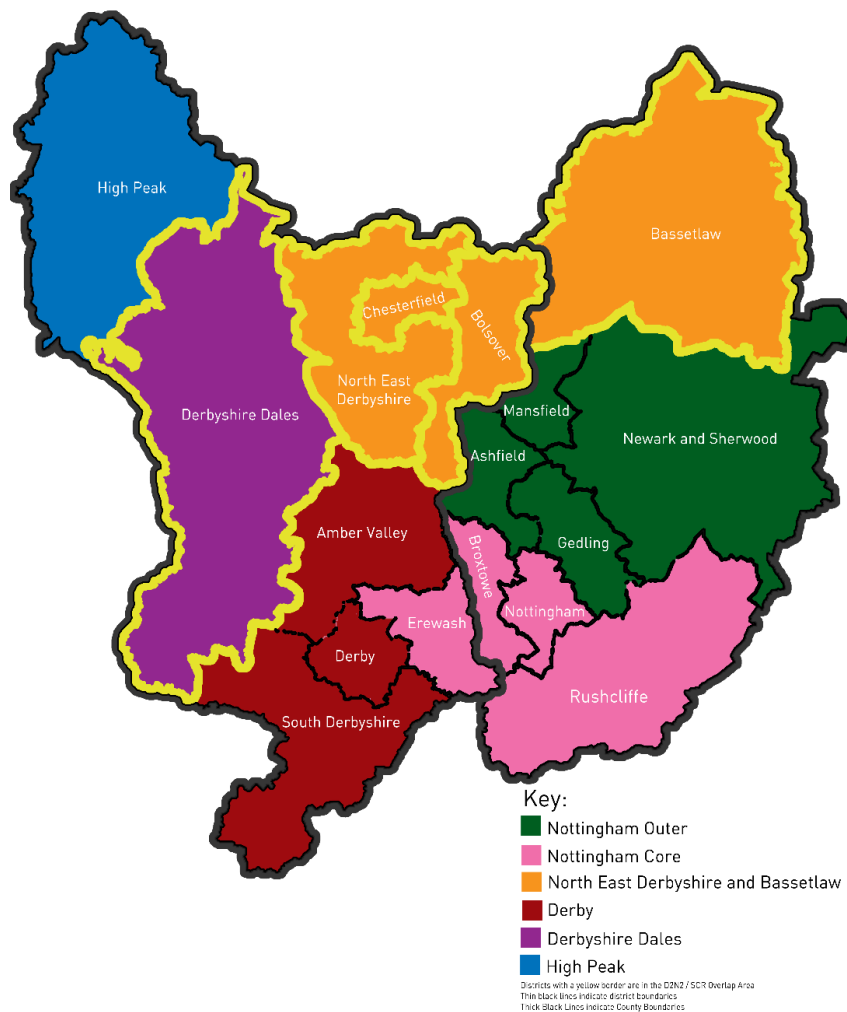 High Peak
Bassetlaw
Chesterfield
Bolsover
North East
Derbyshire
Derbyshire Dales
Mansfield
Newark and Sherwood
Ashfield
Amber Valley
Gedling
Broxtowe
Nottingham
Erewash
Derby
Rushcliffe
South Derbyshire
Key:
Nottingham Outer
Nottingham Core
North East Derbyshire and Bassetlaw
Derby
Derbyshire Dales
High Peak
Districts with a yellow border are in the D2N2 / SCR Overlap Area
Thin black lines indicate district boundaries
Thick Black Lines indicate County Boundaries